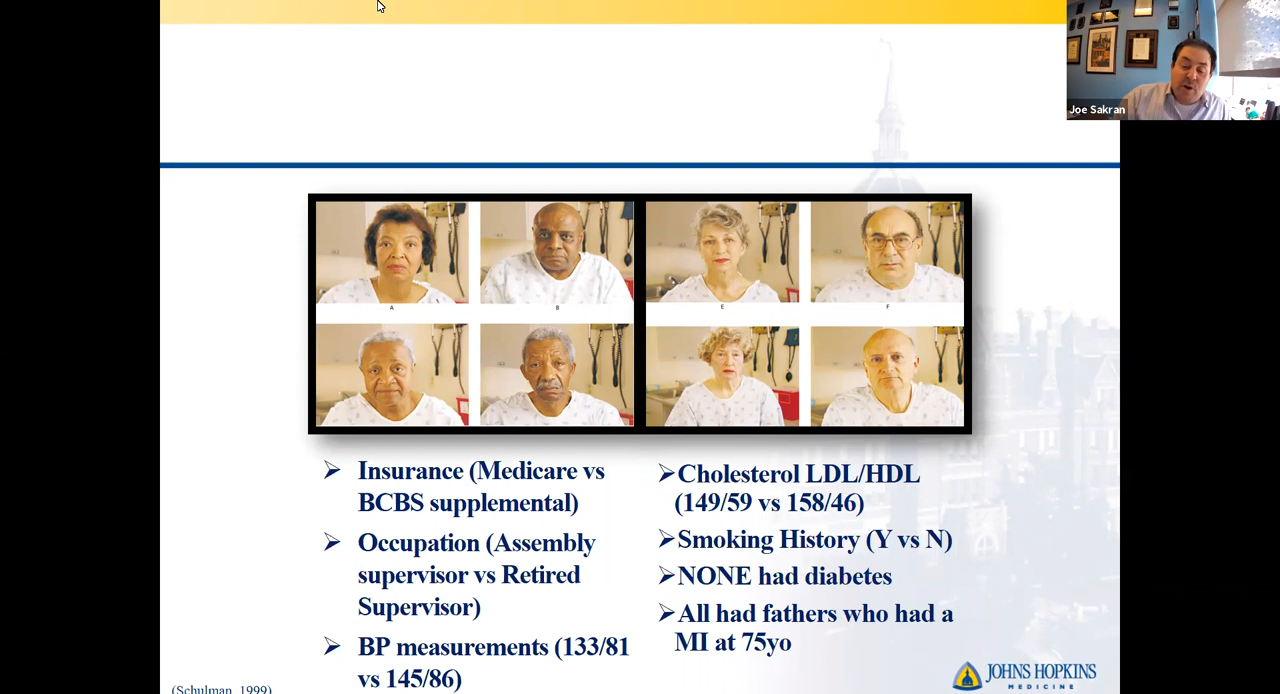 Joe Sakran
A
B
E
F
➢ Insurance (Medicare vs
BCBS supplemental)
➢ Occupation (Assembly
supervisor vs Retired
Supervisor)
➢ BP measurements (133/81
vs 145/86)
➢Cholesterol LDL/HDL
(149/59 vs 158/46)
➢Smoking History (Y vs N)
➢NONE had diabetes
➢All had fathers who had a
MI at 75yo
(Schulman, 1999)
JOHNS HOPKINS
MEDICINE